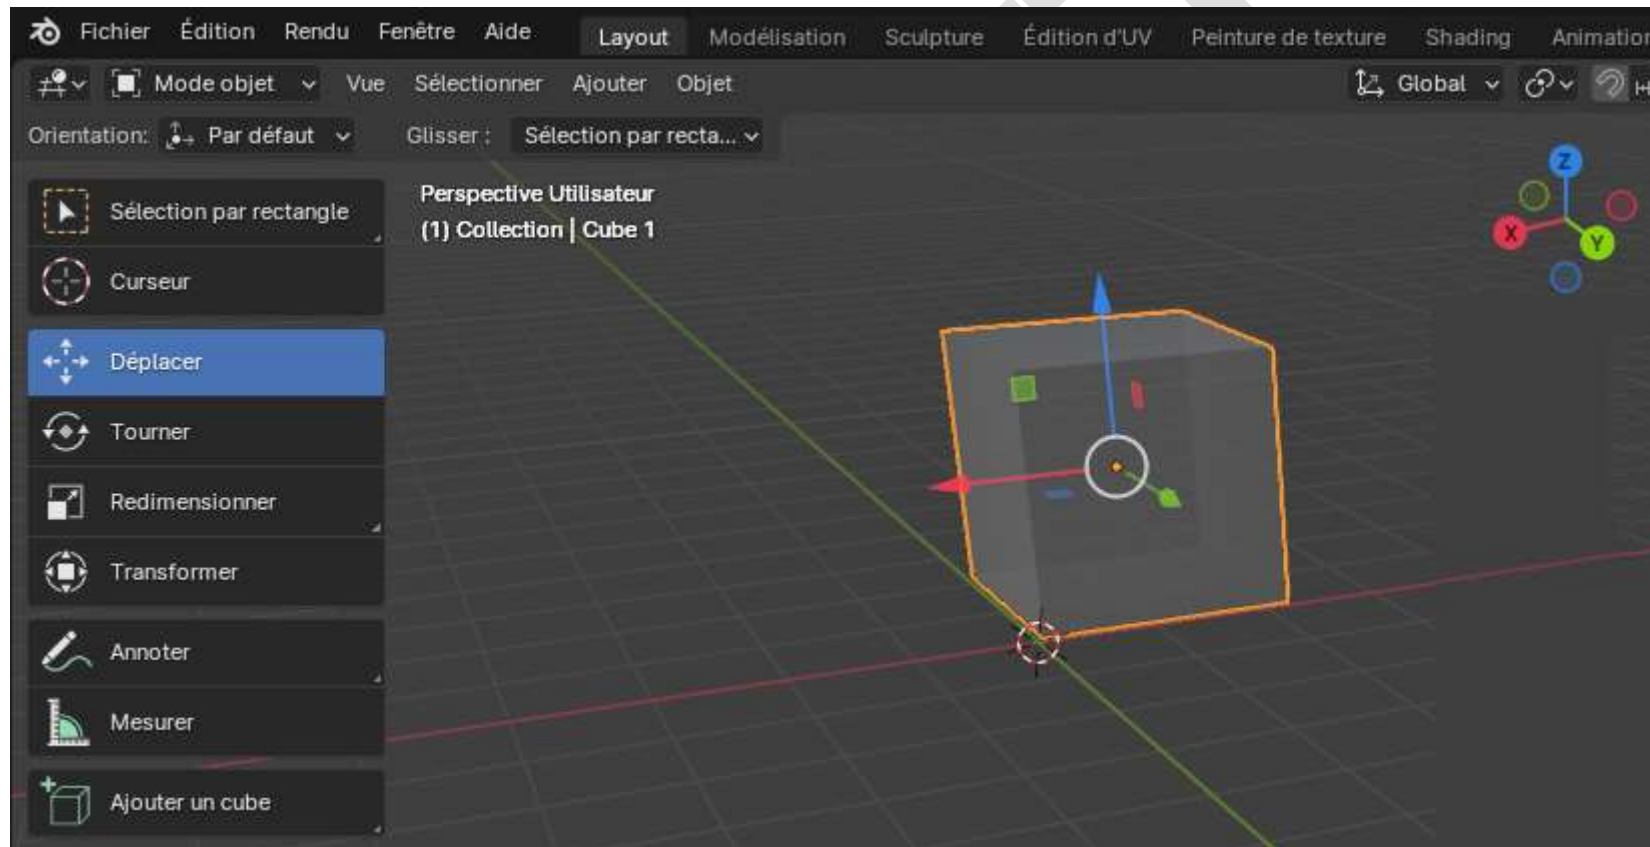 Fichier Édition Rendu Fenêtre Aide Layout Modélisation Sculpture Édition d'UV Peinture de texture Shading Animation
Mode objet Vue Sélectionner Ajouter Objet Global
Orientation: Par défaut Glisser : Sélection par recta...
Sélection par rectangle
Perspective Utilisateur
(1) Collection | Cube 1
Curseur
Déplacer
Tourner
Redimensionner
Transformer
Annoter
Mesurer
Ajouter un cube
Z
X
Y